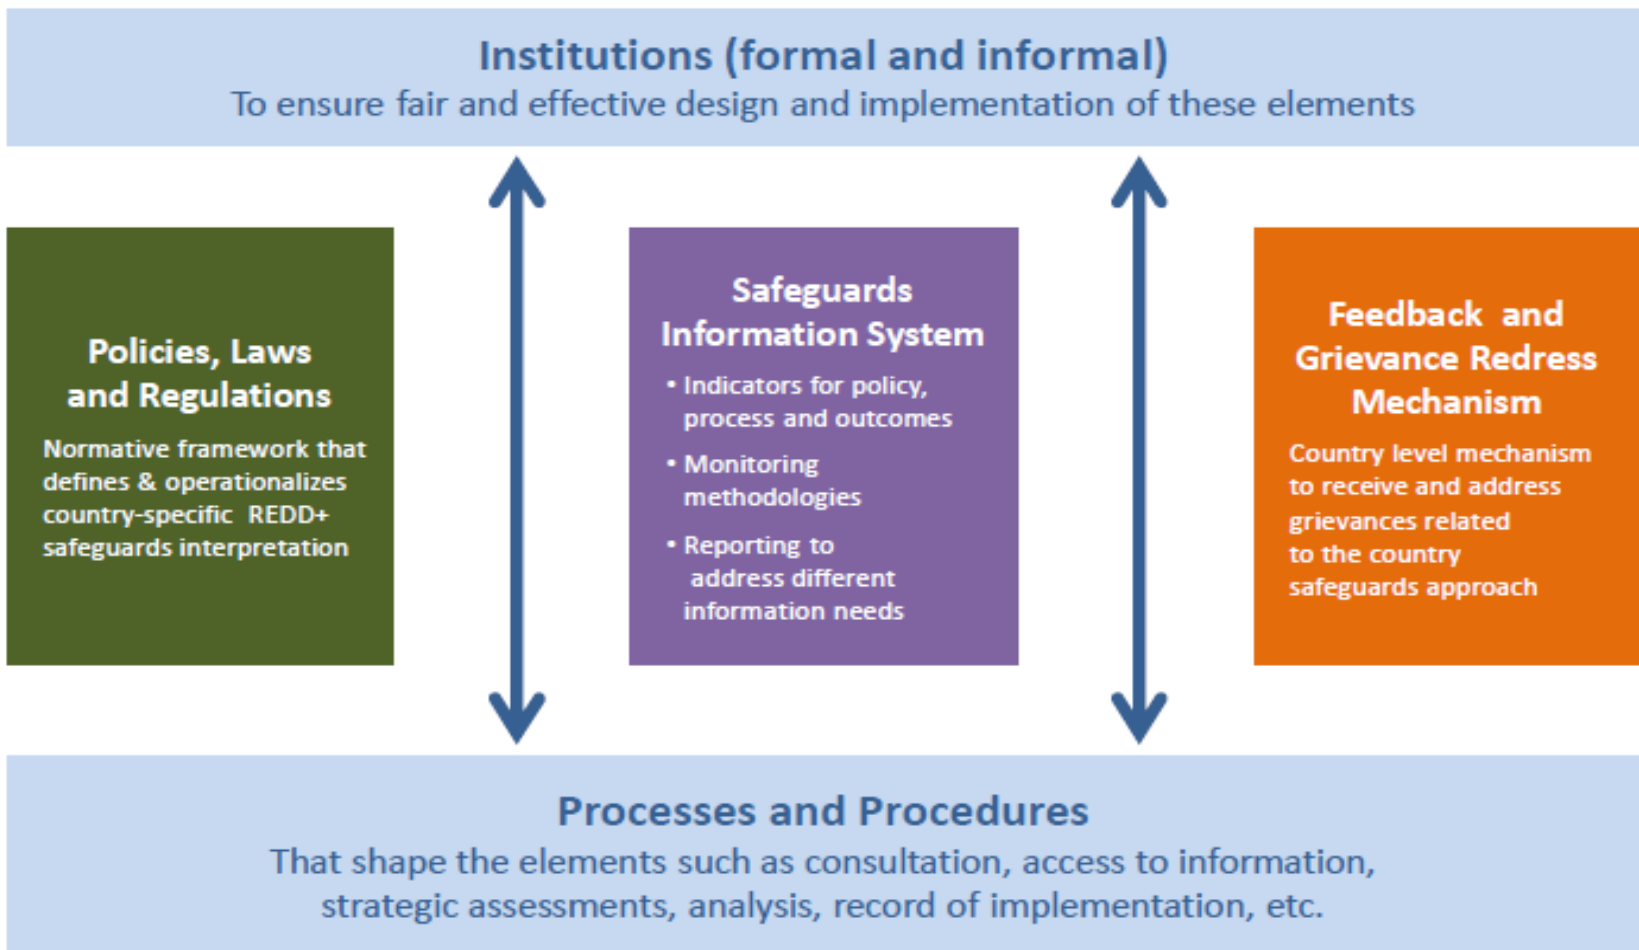 Institutions (formal and informal)
To ensure fair and effective design and implementation of these elements
Policies, Laws
and Regulations
Normative framework that
defines & operationalizes
country-specific REDD+
safeguards interpretation
Safeguards
Information System
• Indicators for policy,
process and outcomes
• Monitoring
methodologies
• Reporting to
address different
information needs
Feedback and
Grievance Redress
Mechanism
Country level mechanism
to receive and address
grievances related
to the country
safeguards approach
Processes and Procedures
That shape the elements such as consultation, access to information,
strategic assessments, analysis, record of implementation, etc.